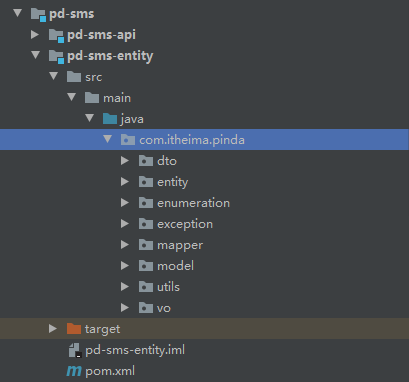 pd-sms
pd-sms-api
pd-sms-entity
src
main
java
com.itheima.pinda
dto
entity
enumeration
exception
mapper
model
utils
vo
target
pd-sms-entity.iml
pom.xml